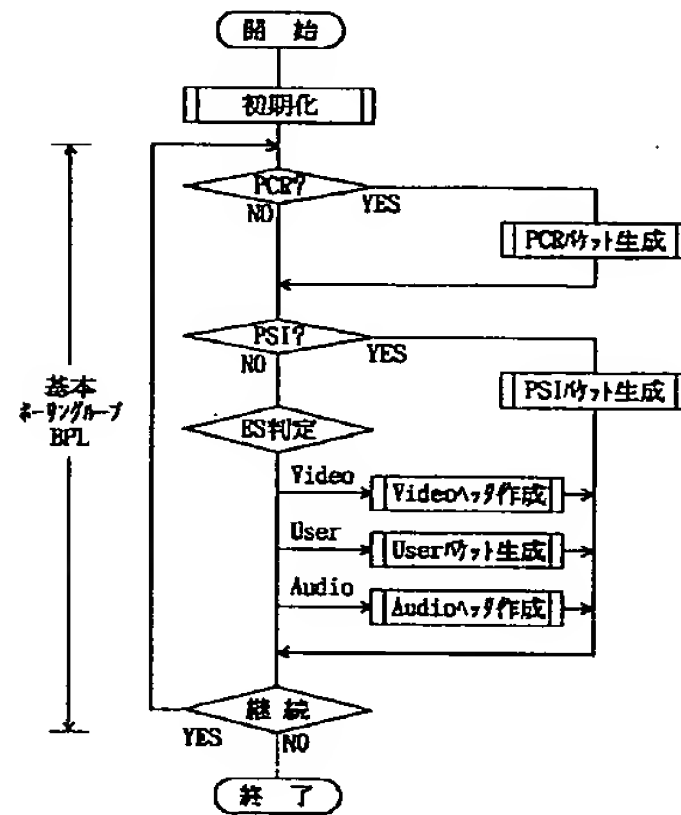 開 始
初期化
PCR?
NO
YES
PCRパケット生成
PSI?
NO
YES
PSIパケット生成
基本
ポーリングループ
BPL
ES判定
Video
Videoヘッダ作成
User
Userパケット生成
Audio
Audioヘッダ作成
継 続
YES
NO
終 了